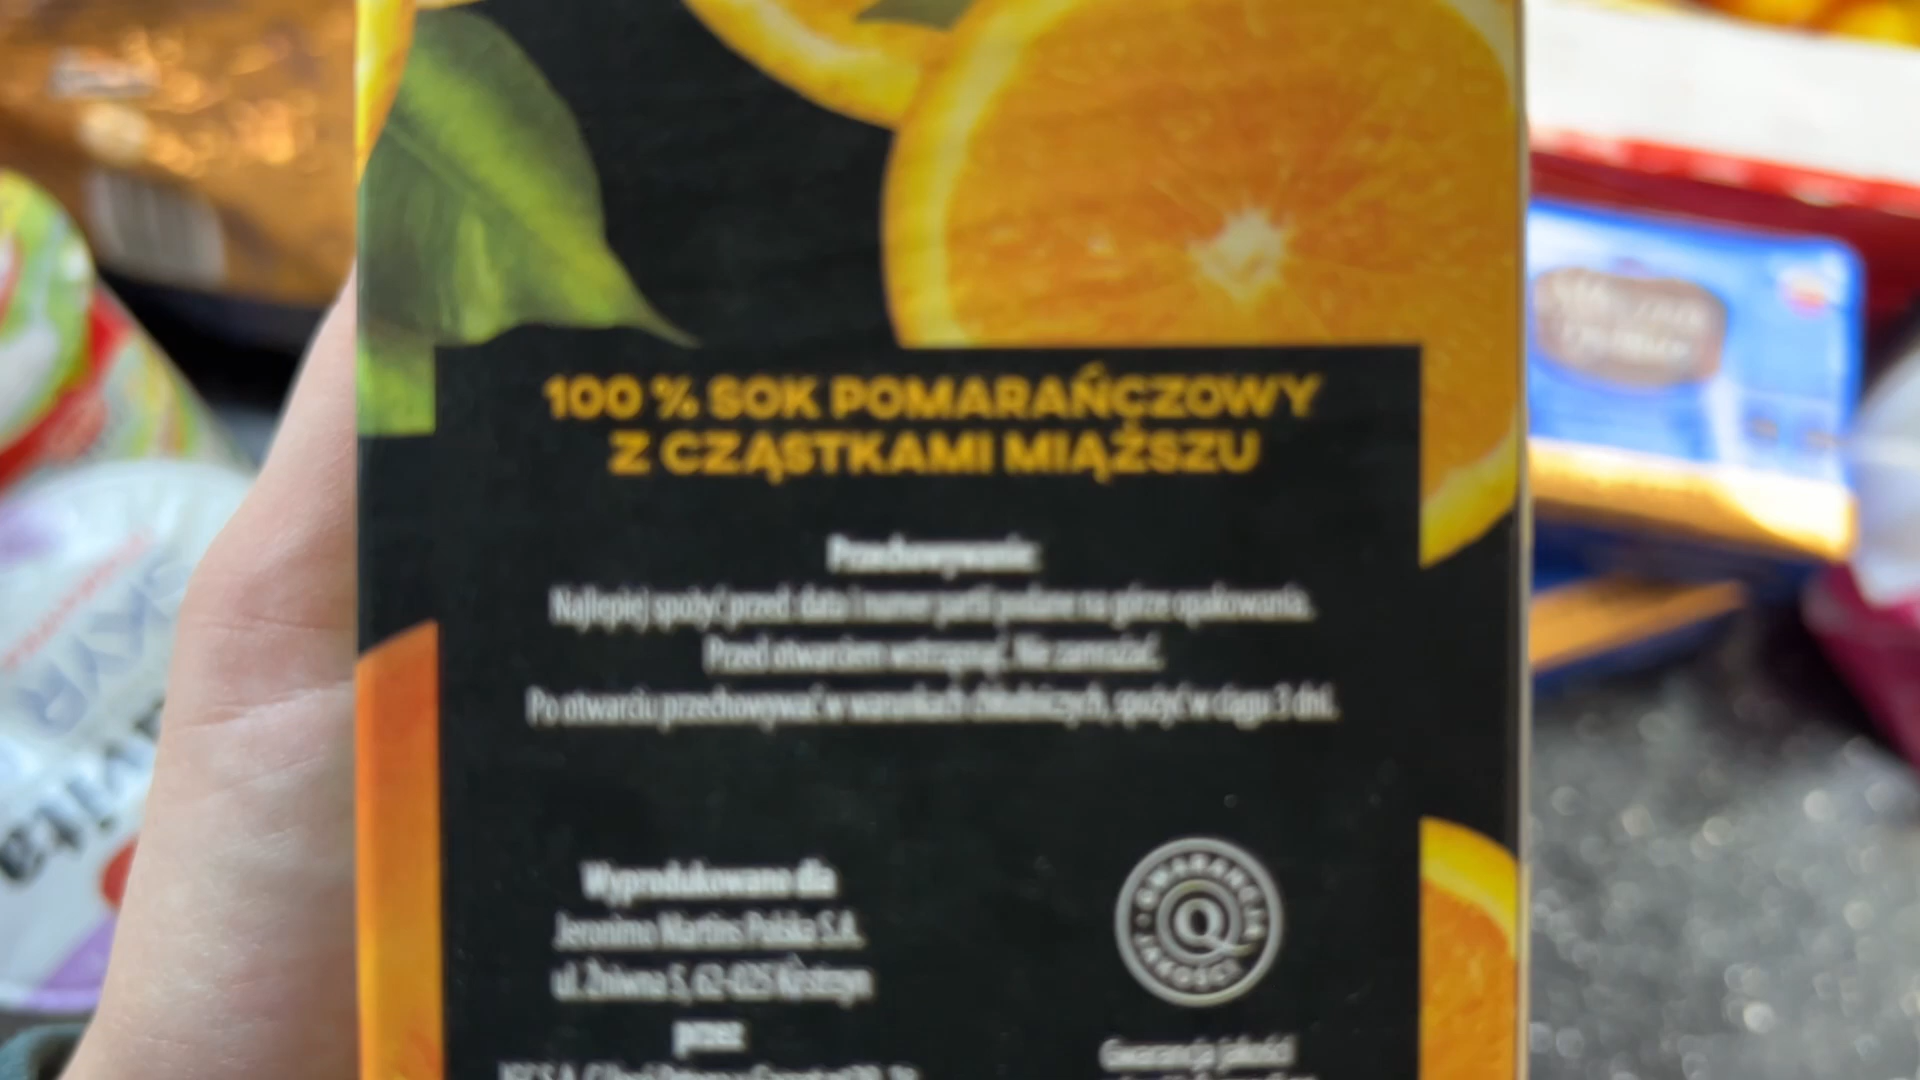 100 % SOK POMARAŃCZOWY
Z CZĄSTKAMI MIĄŻSZU
Przechowywanie:
Najlepiej spożyć przed: data i numer partii podane na górze opakowania.
Przed otwarciem wstrząsnąć. Nie zamrażać.
Po otwarciu przechowywać w warunkach chłodniczych, spożyć w ciągu 3 dni.
Wyprodukowano dla
Jeronimo Martins Polska S.A.
ul. Żniwna 5, 62-025 Kostrzyn
przez
GWARANCJA
Q
JAKOŚCI
Gwarancja jakości
SKYR